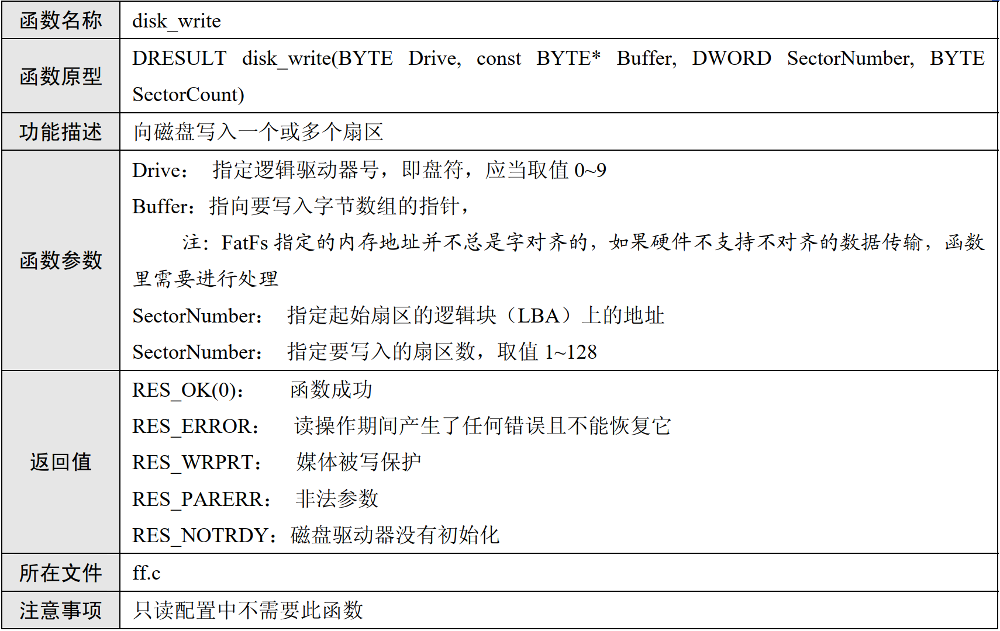 函数名称 disk_write
函数原型 DRESULT disk_write(BYTE Drive, const BYTE* Buffer, DWORD SectorNumber, BYTE
SectorCount)
功能描述 向磁盘写入一个或多个扇区
函数参数
Drive： 指定逻辑驱动器号，即盘符，应当取值 0~9
Buffer：指向要写入字节数组的指针，
注：FatFs 指定的内存地址并不总是字对齐的，如果硬件不支持不对齐的数据传输，函数
里需要进行处理
SectorNumber： 指定起始扇区的逻辑块（LBA）上的地址
SectorNumber： 指定要写入的扇区数，取值 1~128
返回值
RES_OK(0)： 函数成功
RES_ERROR： 读操作期间产生了任何错误且不能恢复它
RES_WRPRT： 媒体被写保护
RES_PARERR： 非法参数
RES_NOTRDY：磁盘驱动器没有初始化
所在文件 ff.c
注意事项 只读配置中不需要此函数